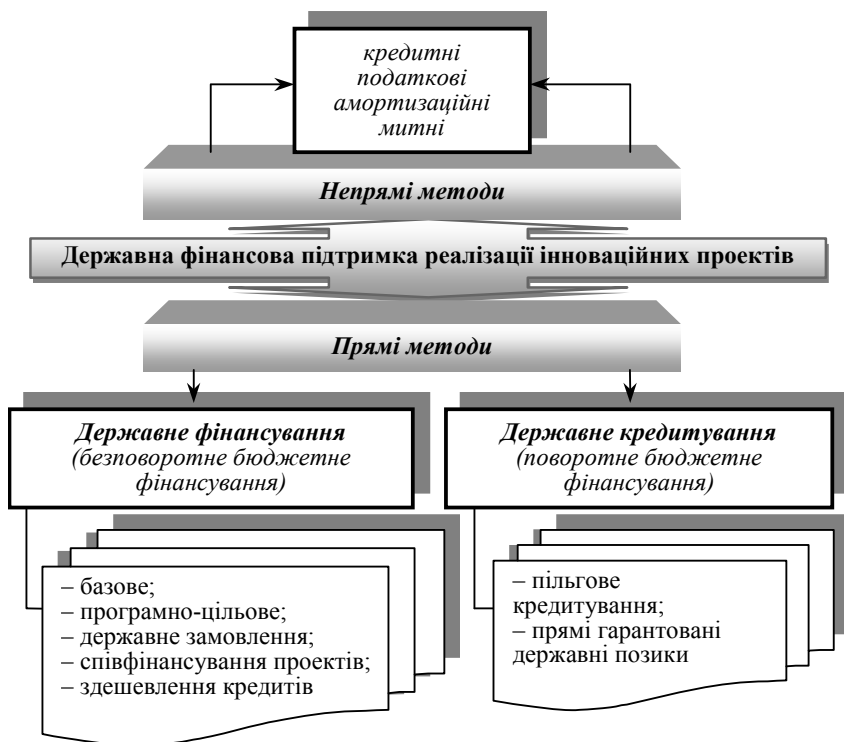 кредитні
податкові
амортизаційні
митні
Непрямі методи
Державна фінансова підтримка реалізації інноваційних проектів
Прямі методи
Державне фінансування
(безповоротне бюджетне
фінансування)
Державне кредитування
(поворотне бюджетне
фінансування)
– базове;
– програмно-цільове;
– державне замовлення;
– співфінансування проектів;
– здешевлення кредитів
– пільгове
кредитування;
– прямі гарантовані
державні позики